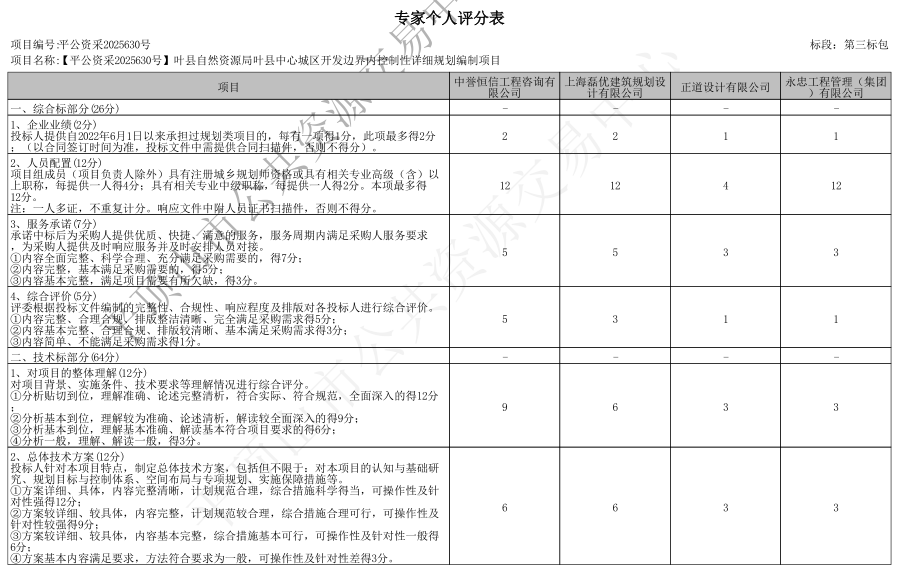 专家个人评分表
项目编号:平公资采2025630号
标段: 第三标包
项目名称:【平公资采2025630号】叶县自然资源局叶县中心城区开发边界内控制性详细规划编制项目
项目
中誉恒信工程咨询有
限公司
上海磊优建筑规划设
计有限公司
正道设计有限公司
永忠工程管理（集团
）有限公司
一、综合标部分(26分)
－ － － －
1、企业业绩(2分)
投标人提供自2022年6月1日以来承担过规划类项目的，每有一项得1分，此项最多得2分
；（以合同签订时间为准，投标文件中需提供合同扫描件，否则不得分）。
2 2 1 1
2、人员配置(12分)
项目组成员（项目负责人除外）具有注册城乡规划师资格或具有相关专业高级（含）以
上职称，每提供一人得4分；具有相关专业中级职称，每提供一人得2分。本项最多得
12分。
注：一人多证，不重复计分。响应文件中附人员证书扫描件，否则不得分。
12 12 4 12
3、服务承诺(7分)
承诺中标后为采购人提供优质、快捷、满意的服务，服务周期内满足采购人服务要求
，为采购人提供及时响应服务并及时安排人员对接。
①内容全面完整、科学合理、充分满足采购需要的，得7分；
②内容完整，基本满足采购需要的，得5分；
③内容基本完整，满足项目需要有所欠缺，得3分。
5 5 3 3
4、综合评价(5分)
评委根据投标文件编制的完整性、合规性、响应程度及排版对各投标人进行综合评价。
①内容完整、合理合规、排版整洁清晰、完全满足采购需求得5分；
②内容基本完整、合理合规、排版较清晰、基本满足采购需求得3分；
③内容简单、不能满足采购需求得1分。
5 3 1 1
二、技术标部分(64分)
－ － － －
1、对项目的整体理解(12分)
对项目背景、实施条件、技术要求等理解情况进行综合评分。
①分析贴切到位，理解准确、论述完整清析，符合实际、符合规范，全面深入的得12分
；
②分析基本到位，理解较为准确、论述清析，解读较全面深入的得9分；
③分析基本到位，理解基本准确、解读基本符合项目要求的得6分；
④分析一般，理解、解读一般，得3分。
9 6 3 3
2、总体技术方案(12分)
投标人针对本项目特点，制定总体技术方案，包括但不限于：对本项目的认知与基础研
究、规划目标与控制体系、空间布局与专项规划、实施保障措施等。
①方案详细、具体，内容完整清晰，计划规范合理，综合措施科学得当，可操作性及针
对性强得12分；
②方案较详细、较具体，内容完整，计划规范较合理，综合措施合理可行，可操作性及
针对性较强得9分；
③方案较详细、较具体，内容基本完整，综合措施基本可行，可操作性及针对性一般得
6分；
④方案基本内容满足要求，方法符合要求为一般，可操作性及针对性差得3分。
6 6 3 3
平顶山市公共资源交易中心
平顶山市公共资源交易中心